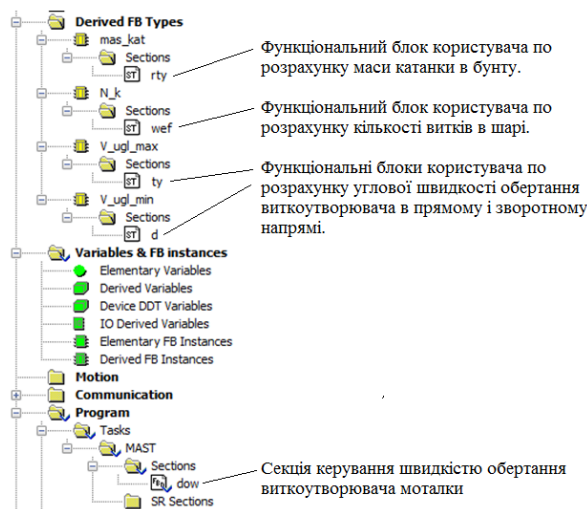 Derived FB Types
mas_kat
Sections
ST rty
N_k
Sections
ST wef
V_ugl_max
Sections
ST ty
V_ugl_min
Sections
ST d
Variables & FB instances
Elementary Variables
Derived Variables
Device DDT Variables
IO Derived Variables
Elementary FB Instances
Derived FB Instances
Motion
Communication
Program
Tasks
MAST
Sections
dow
SR Sections
Функціональний блок користувача по
розрахунку маси катанки в бунту.
Функціональний блок користувача по
розрахунку кількості витків в шарі.
Функціональні блоки користувача по
розрахунку углової швидкості обертання
виткоутворювача в прямому і зворотному
напрямі.
Секція керування швидкістю обертання
виткоутворювача моталки